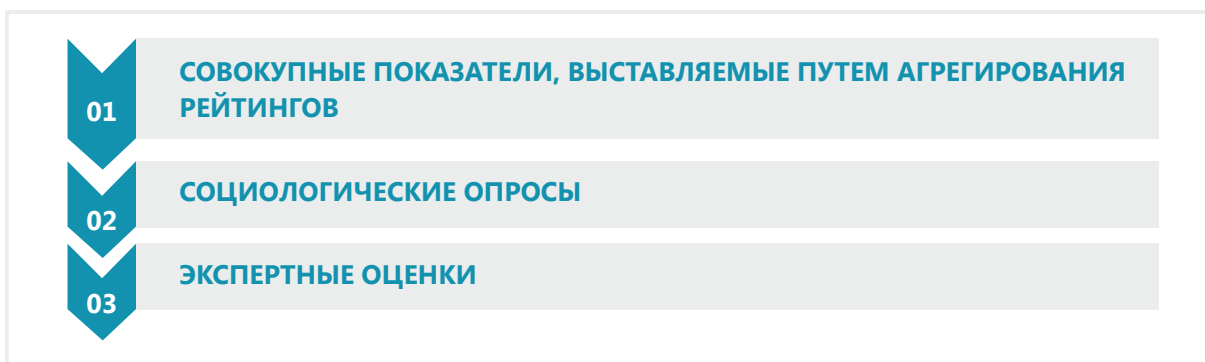 01
СОВОКУПНЫЕ ПОКАЗАТЕЛИ, ВЫСТАВЛЯЕМЫЕ ПУТЕМ АГРЕГИРОВАНИЯ
РЕЙТИНГОВ
02
СОЦИОЛОГИЧЕСКИЕ ОПРОСЫ
03
ЭКСПЕРТНЫЕ ОЦЕНКИ